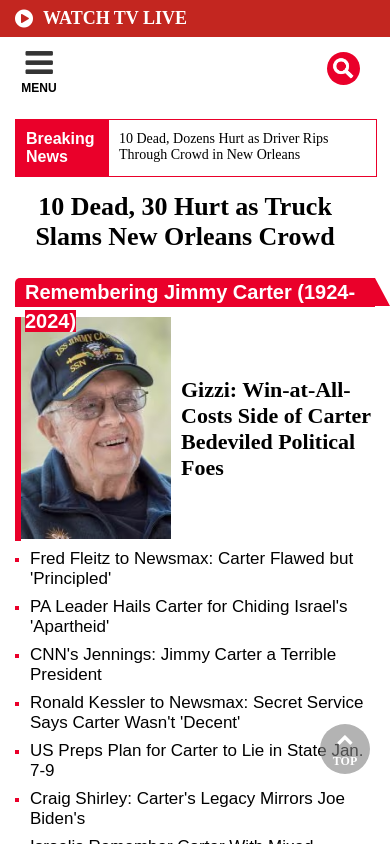 WATCH TV LIVE
MENU
Breaking
News
10 Dead, Dozens Hurt as Driver Rips
Through Crowd in New Orleans
10 Dead, 30 Hurt as Truck
Slams New Orleans Crowd
Remembering Jimmy Carter (1924-
2024)
USS JIMMY CARTER
SSN 23
Gizzi: Win-at-All-
Costs Side of Carter
Bedeviled Political
Foes
Fred Fleitz to Newsmax: Carter Flawed but
'Principled'
PA Leader Hails Carter for Chiding Israel's
'Apartheid'
CNN's Jennings: Jimmy Carter a Terrible
President
Ronald Kessler to Newsmax: Secret Service
Says Carter Wasn't 'Decent'
US Preps Plan for Carter to Lie in State Jan.
7-9
TOP
Craig Shirley: Carter's Legacy Mirrors Joe
Biden's
Israelis Remember Carter With Mixed